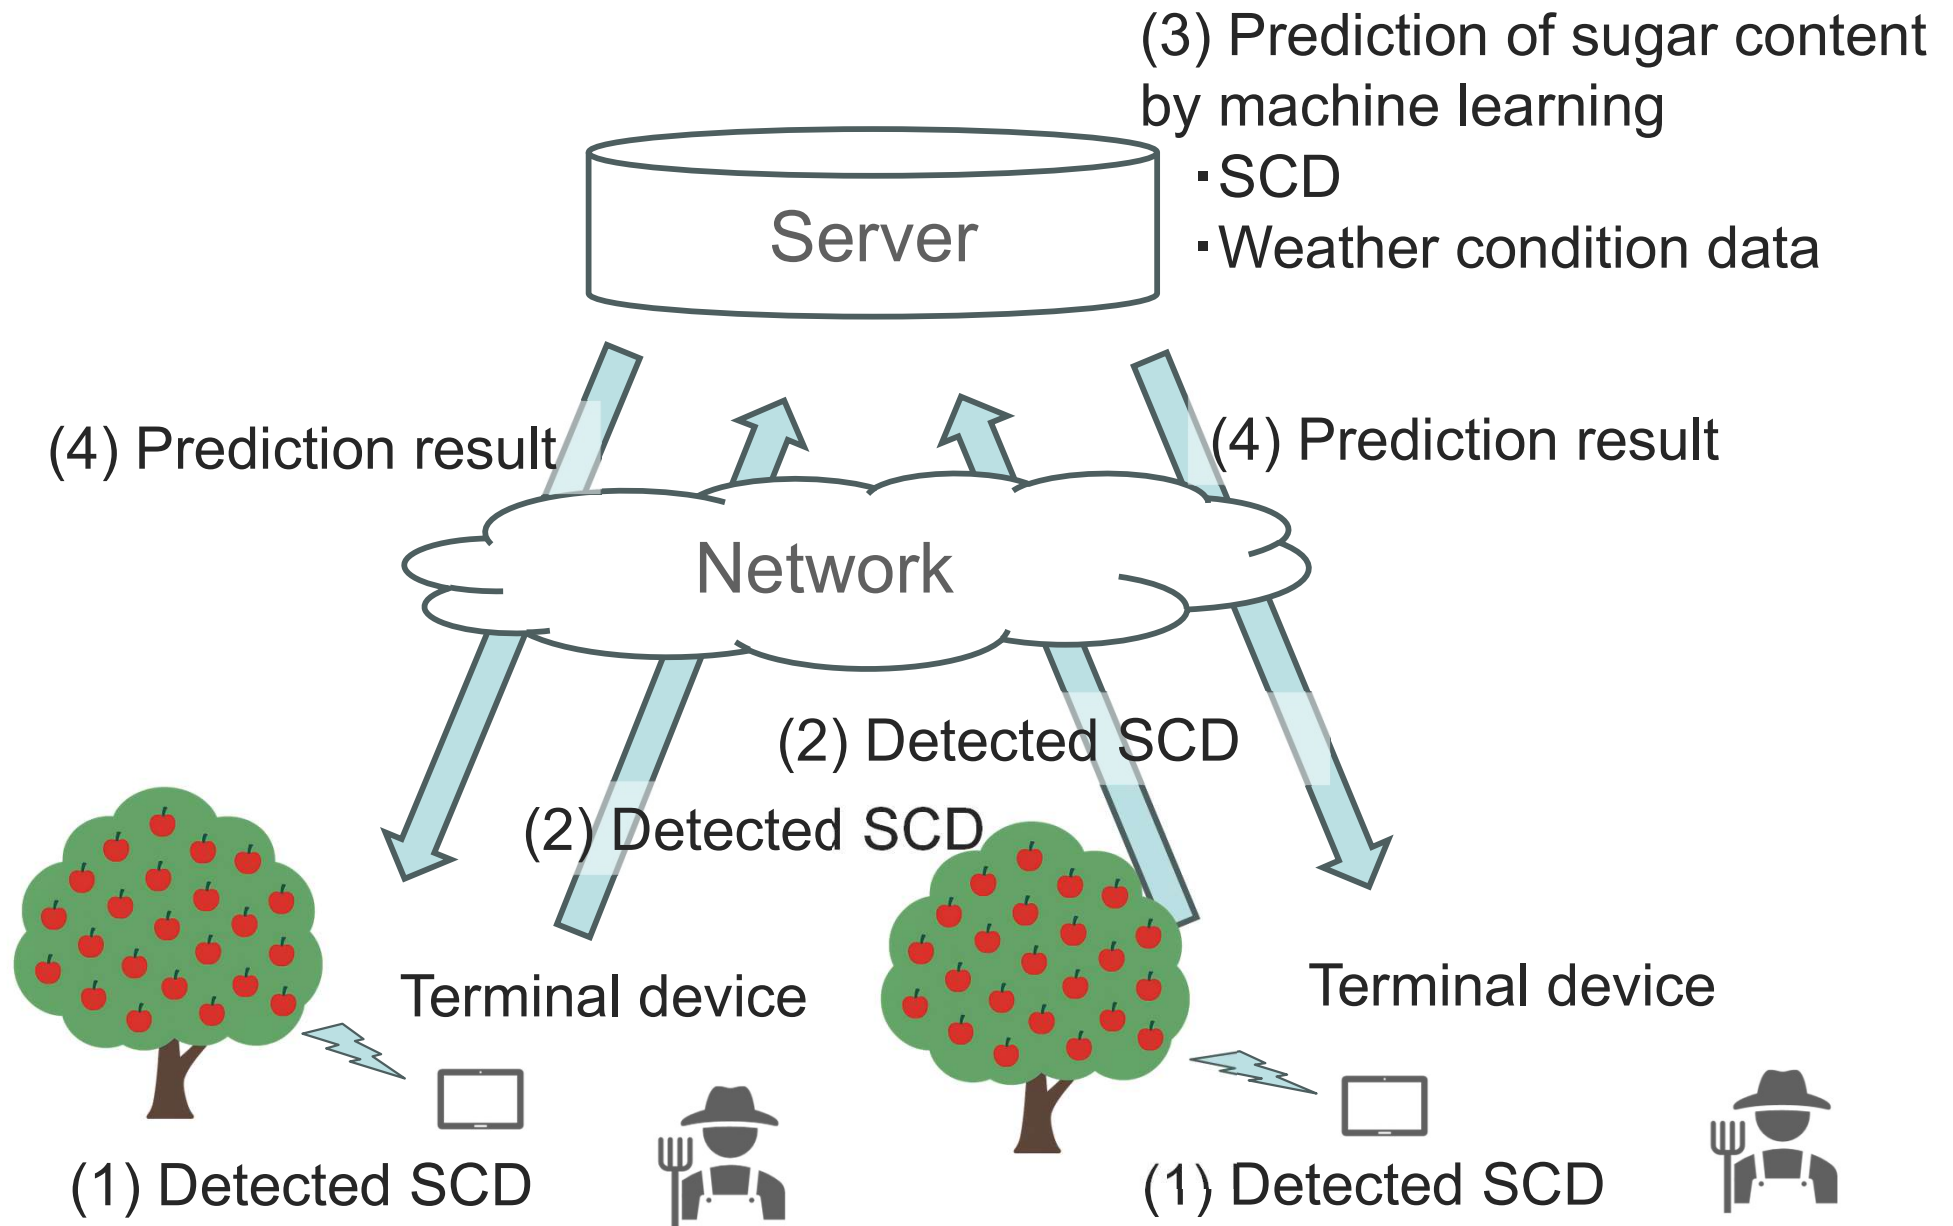 (3) Prediction of sugar content
by machine learning
・SCD
・Weather condition data
Server
(4) Prediction result
(4) Prediction result
Network
(2) Detected SCD
(2) Detected SCD
Terminal device
Terminal device
(1) Detected SCD
(1) Detected SCD